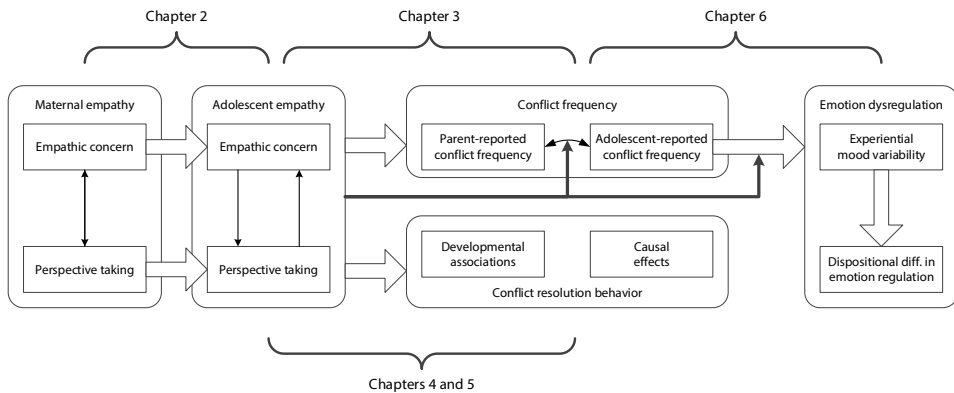 Chapter 2
Chapter 3
Chapter 6
Maternal empathy
Adolescent empathy
Conflict frequency
Emotion dysregulation
Empathic concern
Empathic concern
Parent-reported
conflict frequency
Adolescent-reported
conflict frequency
Experiential
mood variability
Perspective taking
Perspective taking
Developmental
associations
Causal
effects
Dispositional diff. in
emotion regulation
Conflict resolution behavior
Chapters 4 and 5